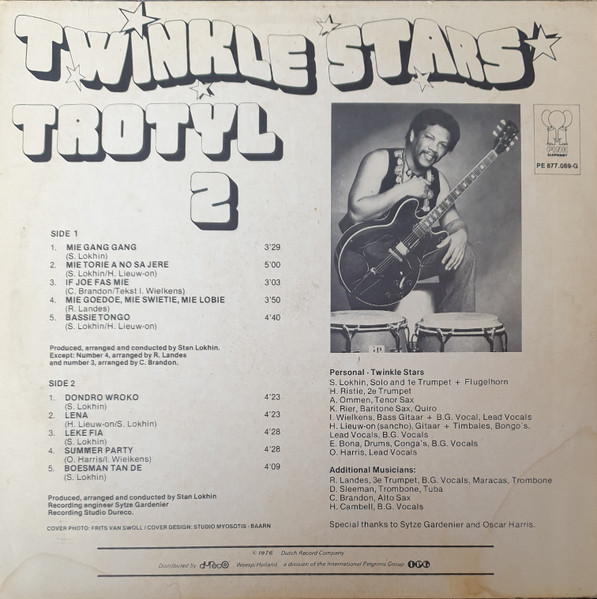 TWINKLE STARS
TROTYL
2
PINK
ELEPHANT
PE 877.069-G
SIDE 1
1. MIE GANG GANG 3'29
(S. Lokhin)
2. MIE TORIE A NO SA JERE 5'00
(S. Lokhin/H. Lieuw-on)
3. IF JOE FAS MIE 3'03
(C. Brandon/Tekst I. Wielkens)
4. MIE GOEDOE, MIE SWIETIE, MIE LOBIE 3'50
(R. Landes)
5. BASSIE TONGO 4'40
(S. Lokhin/H. Lieuw-on)
Produced, arranged and conducted by Stan Lokhin.
Except: Number 4, arranged by R. Landes
and number 3, arranged by C. Brandon.
SIDE 2
1. DONDRO WROKO 4'23
(S. Lokhin)
2. LENA 4'23
(H. Lieuw-on/S. Lokhin)
3. LEKE FIA 4'28
(S. Lokhin)
4. SUMMER PARTY 4'28
(O. Harris/I. Wielkens)
5. BOESMAN TAN DE 4'09
(S. Lokhin)
Produced, arranged and conducted by Stan Lokhin
Recording engineer Sytze Gardenier
Recording Studio Dureco.
COVER PHOTO: FRITS VAN SWOLL / COVER DESIGN: STUDIO MYOSOTIS - BAARN
Personal - Twinkle Stars
S. Lokhin, Solo and 1e Trumpet + Flugelhorn
H. Ristie, 2e Trumpet
A. Ommen, Tenor Sax
K. Rier, Baritone Sax, Quiro
I. Wielkens, Bass Gitaar + B.G. Vocal, Lead Vocals
H. Lieuw-on (sancho), Gitaar + Timbales, Bongo's.
Lead Vocals, B.G. Vocals
E. Bona, Drums, Conga's, B.G. Vocals
O. Harris, Lead Vocals
Additional Musicians:
R. Landes, 3e Trumpet, B.G. Vocals, Maracas, Trombone
D. Sleeman, Trombone, Tuba
C. Brandon, Alto Sax
H. Cambell, B.G. Vocals
Special thanks to Sytze Gardenier and Oscar Harris.
© 1976 Dutch Record Company
Distributed by dureco Weesp/Holland a division of the International Pelgrims Group IPG